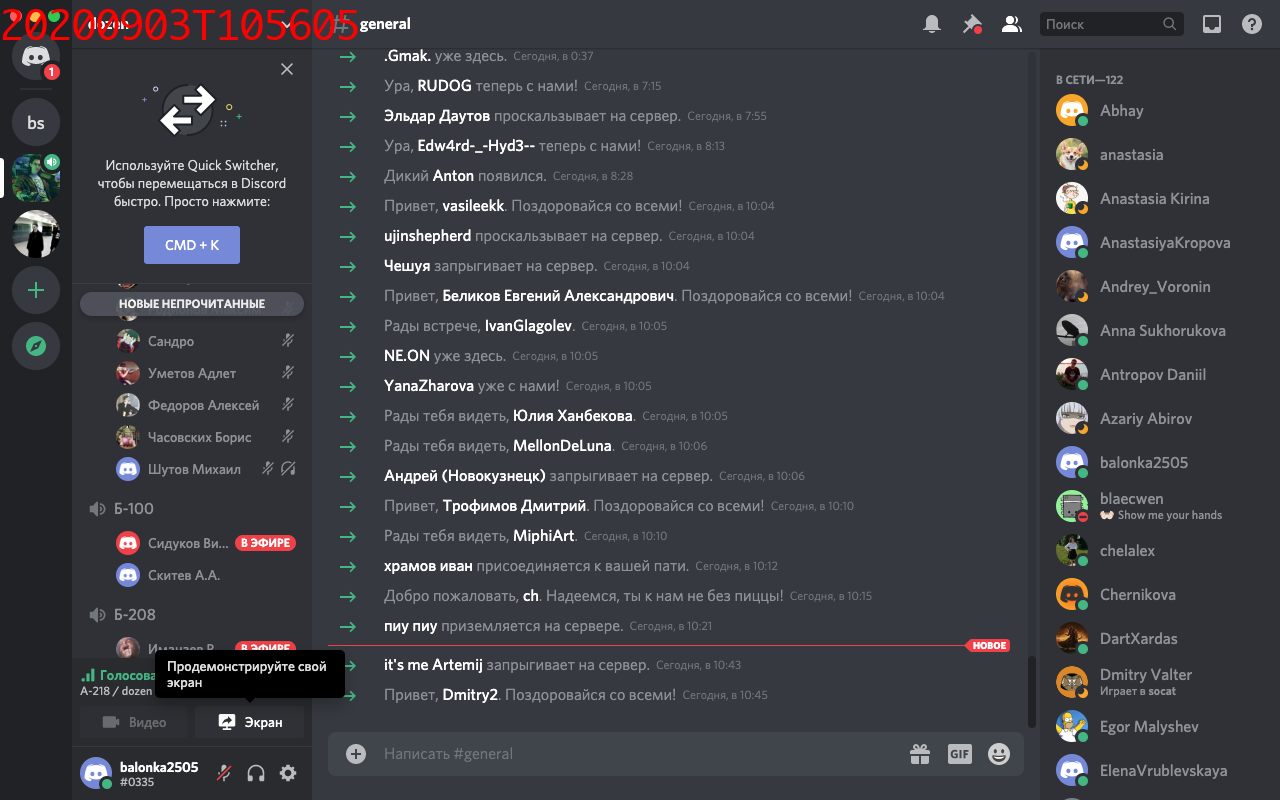 20200903T105605
dozen
general
Поиск
1
bs
Используйте Quick Switcher,
чтобы перемещаться в Discord
быстро. Просто нажмите:
CMD + K
НОВЫЕ НЕПРОЧИТАННЫЕ
Сандро
Уметов Адлет
Федоров Алексей
Часовских Борис
Шутов Михаил
Б-100
Сидуков Ви...
В ЭФИРЕ
Скитев А.А.
Б-208
В ЭФИРЕ
Продемонстрируйте свой
экран
Голосова
A-218 / dozen
Видео
Экран
balonka2505
#0335
.Gmak. уже здесь. Сегодня, в 0:37
Ура, RUDOG теперь с нами! Сегодня, в 7:15
Эльдар Даутов проскальзывает на сервер. Сегодня, в 7:55
Ура, Edw4rd-_-Hyd3-- теперь с нами! Сегодня, в 8:13
Дикий Anton появился. Сегодня, в 8:28
Привет, vasileekk. Поздоровайся со всеми! Сегодня, в 10:04
ujinshepherd проскальзывает на сервер. Сегодня, в 10:04
Чешуя запрыгивает на сервер. Сегодня, в 10:04
Привет, Беликов Евгений Александрович. Поздоровайся со всеми! Сегодня, в 10:04
Рады встрече, IvanGlagolev. Сегодня, в 10:05
NE.ON уже здесь. Сегодня, в 10:05
YanaZharova уже с нами! Сегодня, в 10:05
Рады тебя видеть, Юлия Ханбекова. Сегодня, в 10:05
Рады тебя видеть, MellonDeLuna. Сегодня, в 10:06
Андрей (Новокузнецк) запрыгивает на сервер. Сегодня, в 10:06
Привет, Трофимов Дмитрий. Поздоровайся со всеми! Сегодня, в 10:10
Рады тебя видеть, MiphiArt. Сегодня, в 10:10
храмов иван присоединяется к вашей пати. Сегодня, в 10:12
Добро пожаловать, ch. Надеемся, ты к нам не без пиццы! Сегодня, в 10:15
пиу пиу приземляется на сервере. Сегодня, в 10:21
НОВОЕ
it's me Artemij запрыгивает на сервер. Сегодня, в 10:43
Привет, Dmitry2. Поздоровайся со всеми! Сегодня, в 10:45
Написать #general
GIF
В СЕТИ—122
Abhay
anastasia
Anastasia Kirina
AnastasiyaKropova
Andrey_Voronin
Anna Sukhorukova
Antropov Daniil
Azariy Abirov
balonka2505
blaecwen
Show me your hands
chelalex
Chernikova
DartXardas
Dmitry Valter
Играет в socat
Egor Malyshev
ElenaVrublevskaya